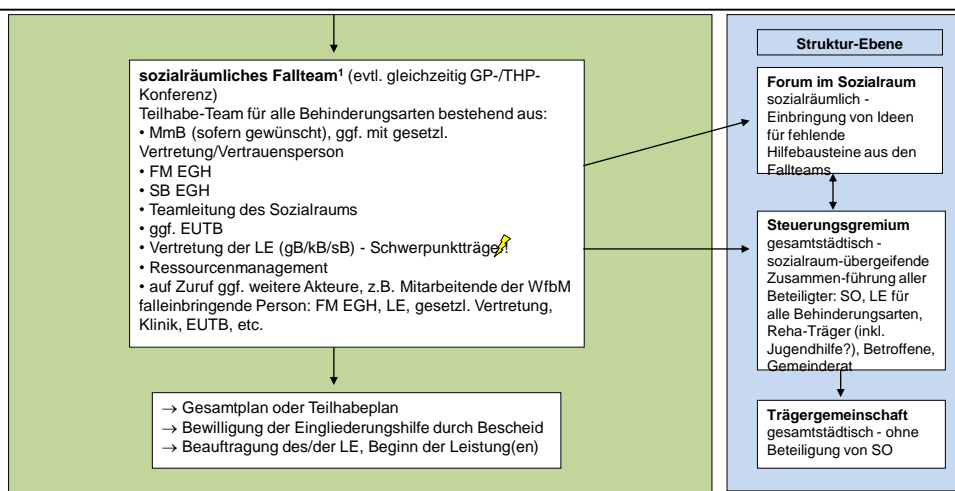 sozialräumliches Fallteam¹ (evtl. gleichzeitig GP-/THP-
Konferenz)
Teilhabe-Team für alle Behinderungsarten bestehend aus:
• MmB (sofern gewünscht), ggf. mit gesetzl.
Vertretung/Vertrauensperson
• FM EGH
• SB EGH
• Teamleitung des Sozialraums
• ggf. EUTB
• Vertretung der LE (gB/kB/sB) - Schwerpunktträger!
• Ressourcenmanagement
• auf Zuruf ggf. weitere Akteure, z.B. Mitarbeitende der WfbM
falleinbringende Person: FM EGH, LE, gesetzl. Vertretung,
Klinik, EUTB, etc.
→ Gesamtplan oder Teilhabeplan
→ Bewilligung der Eingliederungshilfe durch Bescheid
→ Beauftragung des/der LE, Beginn der Leistung(en)
Struktur-Ebene
Forum im Sozialraum
sozialräumlich -
Einbringung von Ideen
für fehlende
Hilfebausteine aus den
Fallteams
Steuerungsgremium
gesamtstädtisch -
sozialraum-übergeifende
Zusammen-führung aller
Beteiligter: SO, LE für
alle Behinderungsarten,
Reha-Träger (inkl.
Jugendhilfe?), Betroffene,
Gemeinderat
Trägergemeinschaft
gesamtstädtisch - ohne
Beteiligung von SO